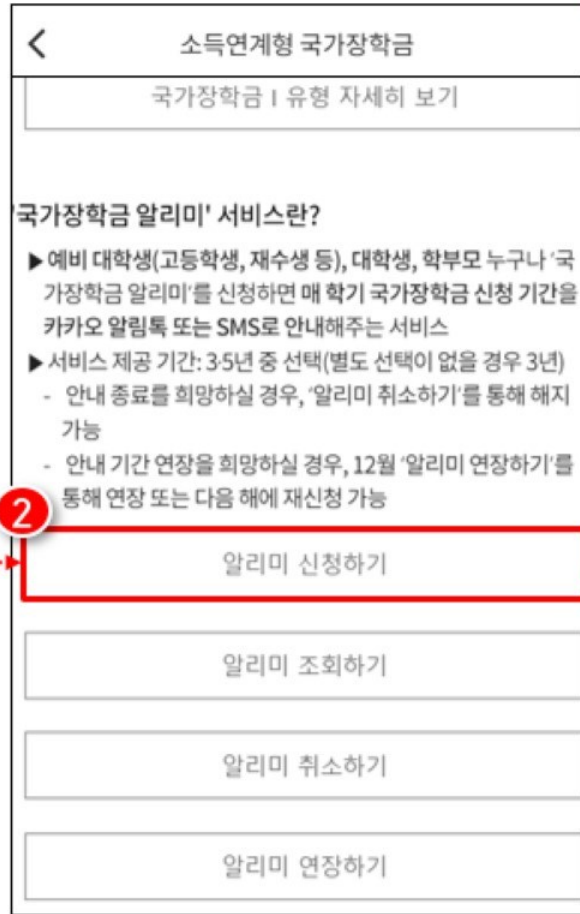 소득연계형 국가장학금
국가장학금 I 유형 자세히 보기
'국가장학금 알리미' 서비스란?
▶ 예비 대학생(고등학생, 재수생 등), 대학생, 학부모 누구나 '국
가장학금 알리미'를 신청하면 매 학기 국가장학금 신청 기간을
카카오 알림톡 또는 SMS로 안내해주는 서비스
▶ 서비스 제공 기간: 3·5년 중 선택(별도 선택이 없을 경우 3년)
- 안내 종료를 희망하실 경우, '알리미 취소하기'를 통해 해지
가능
- 안내 기간 연장을 희망하실 경우, 12월 '알리미 연장하기'를
통해 연장 또는 다음 해에 재신청 가능
2
알리미 신청하기
알리미 조회하기
알리미 취소하기
알리미 연장하기